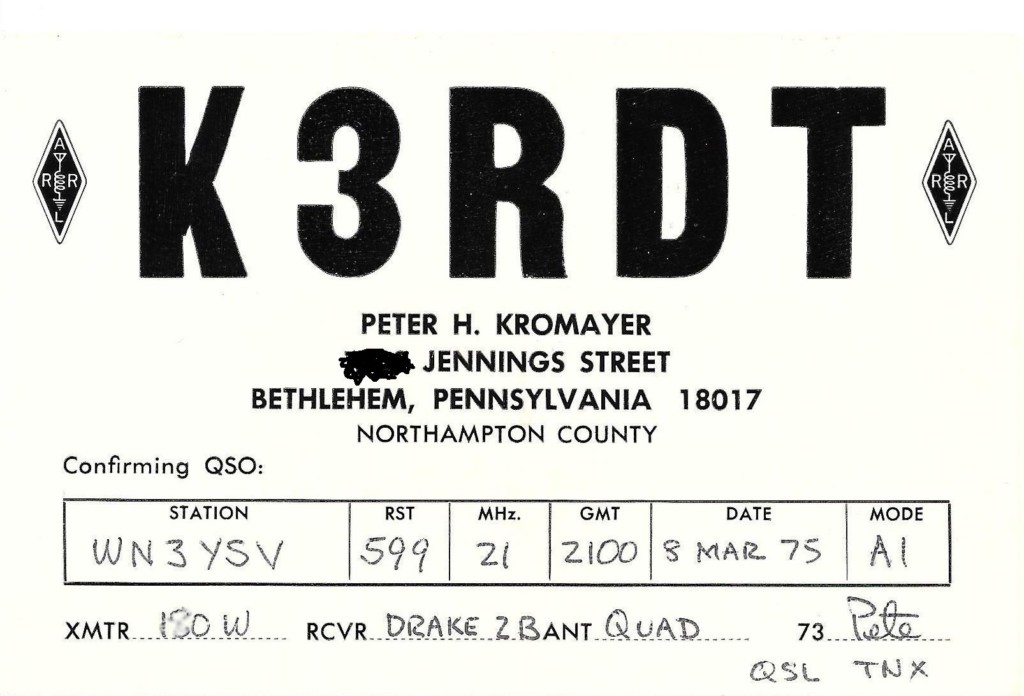 K3RDT
A
R R
L
A
R R
L
PETER H. KROMAYER
JENNINGS STREET
BETHLEHEM, PENNSYLVANIA 18017
NORTHAMPTON COUNTY
Confirming QSO:
STATION RST MHz. GMT DATE MODE
WN3YSV 599 21 2100 8 MAR 75 A1
XMTR W RCVR DRAKE 2B ANT QUAD 73 Pete
QSL TNX